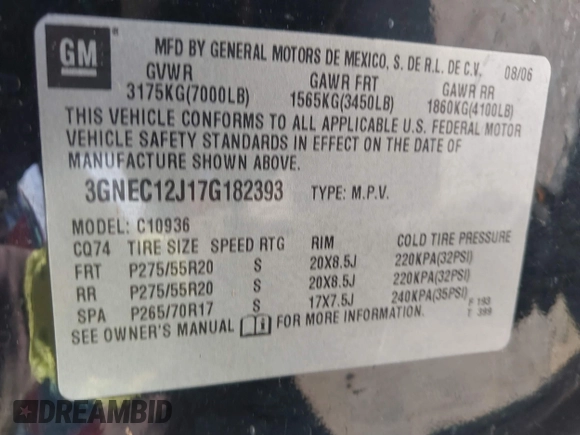 GM
MFD BY GENERAL MOTORS DE MEXICO, S. DE R.L. DE C.V. 08/06
GVWR GAWR FRT GAWR RR
3175KG(7000LB) 1565KG(3450LB) 1860KG(4100LB)
THIS VEHICLE CONFORMS TO ALL APPLICABLE U.S. FEDERAL MOTOR
VEHICLE SAFETY STANDARDS IN EFFECT ON THE DATE OF
MANUFACTURE SHOWN ABOVE.
3GNEC12J17G182393 TYPE: M.P.V.
MODEL: C10936
CQ74 TIRE SIZE SPEED RTG RIM COLD TIRE PRESSURE
FRT P275/55R20 S 20X8.5J 220KPA(32PSI)
RR P275/55R20 S 20X8.5J 220KPA(32PSI)
SPA P265/70R17 S 17X7.5J 240KPA(35PSI)
F 193
T 399
SEE OWNER'S MANUAL FOR MORE INFORMATION.
DREAMBID